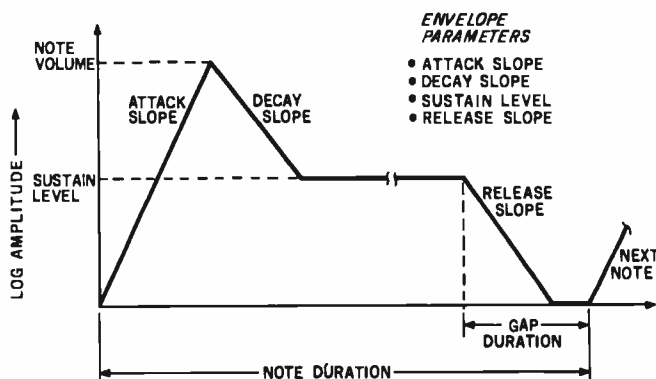 ENVELOPE
PARAMETERS
• ATTACK SLOPE
• DECAY SLOPE
• SUSTAIN LEVEL
• RELEASE SLOPE
NOTE
VOLUME
ATTACK
SLOPE
DECAY
SLOPE
SUSTAIN
LEVEL
RELEASE
SLOPE
LOG AMPLITUDE
NEXT
NOTE
GAP
DURATION
NOTE DURATION